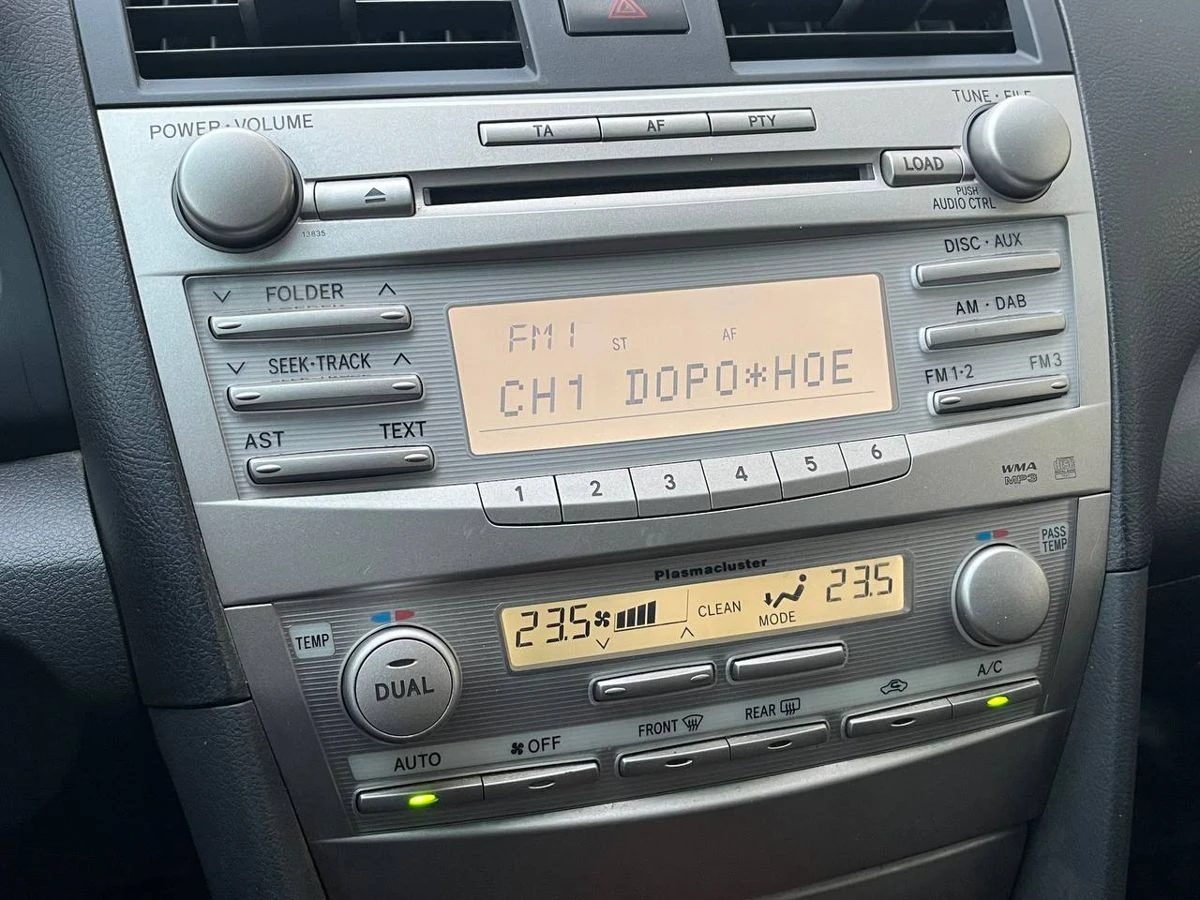 POWER · VOLUME
TA AF PTY
TUNE · FILE
LOAD
PUSH
AUDIO CTRL
13835
FOLDER
DISC · AUX
SEEK·TRACK
AM · DAB
AST TEXT
FM1·2 FM3
FM1 ST AF
CH1 DOPO*HOE
1 2 3 4 5 6
WMA
MP3
Plasmacluster
PASS
TEMP
TEMP
23.5 CLEAN MODE 23.5
DUAL
AUTO OFF FRONT REAR A/C